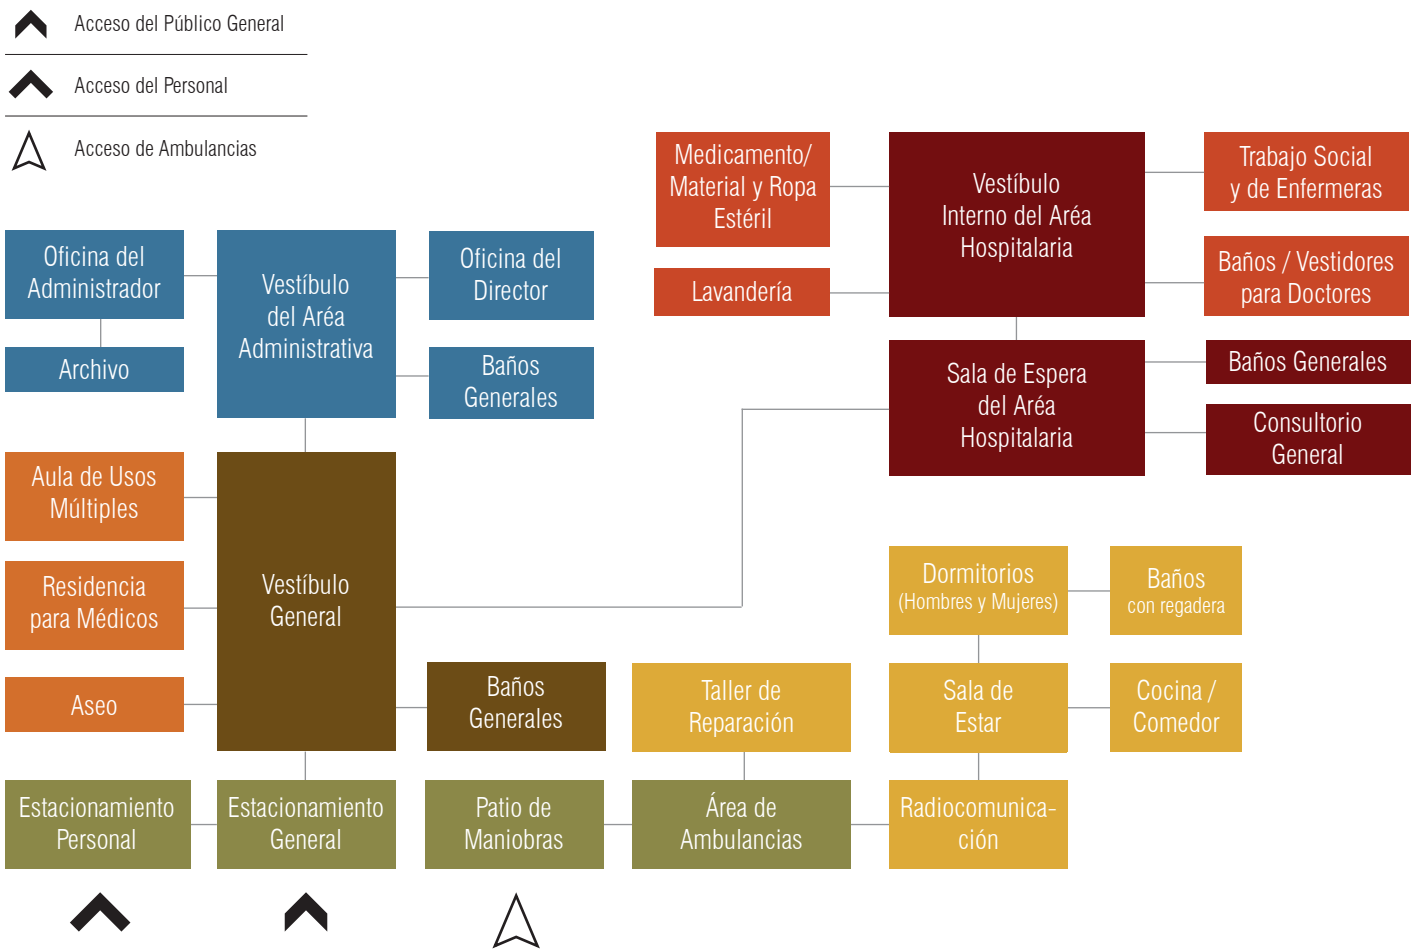 Acceso del Público General
Acceso del Personal
Acceso de Ambulancias
Medicamento/
Material y Ropa
Estéril
Lavandería
Vestíbulo
Interno del Aréa
Hospitalaria
Trabajo Social
y de Enfermeras
Baños / Vestidores
para Doctores
Oficina del
Administrador
Archivo
Vestíbulo
del Aréa
Administrativa
Oficina del
Director
Baños
Generales
Sala de Espera
del Aréa
Hospitalaria
Baños Generales
Consultorio
General
Aula de Usos
Múltiples
Residencia
para Médicos
Aseo
Vestíbulo
General
Baños
Generales
Dormitorios
(Hombres y Mujeres)
Baños
con regadera
Taller de
Reparación
Sala de
Estar
Cocina /
Comedor
Estacionamiento
Personal
Estacionamiento
General
Patio de
Maniobras
Área de
Ambulancias
Radiocomunica-
ción